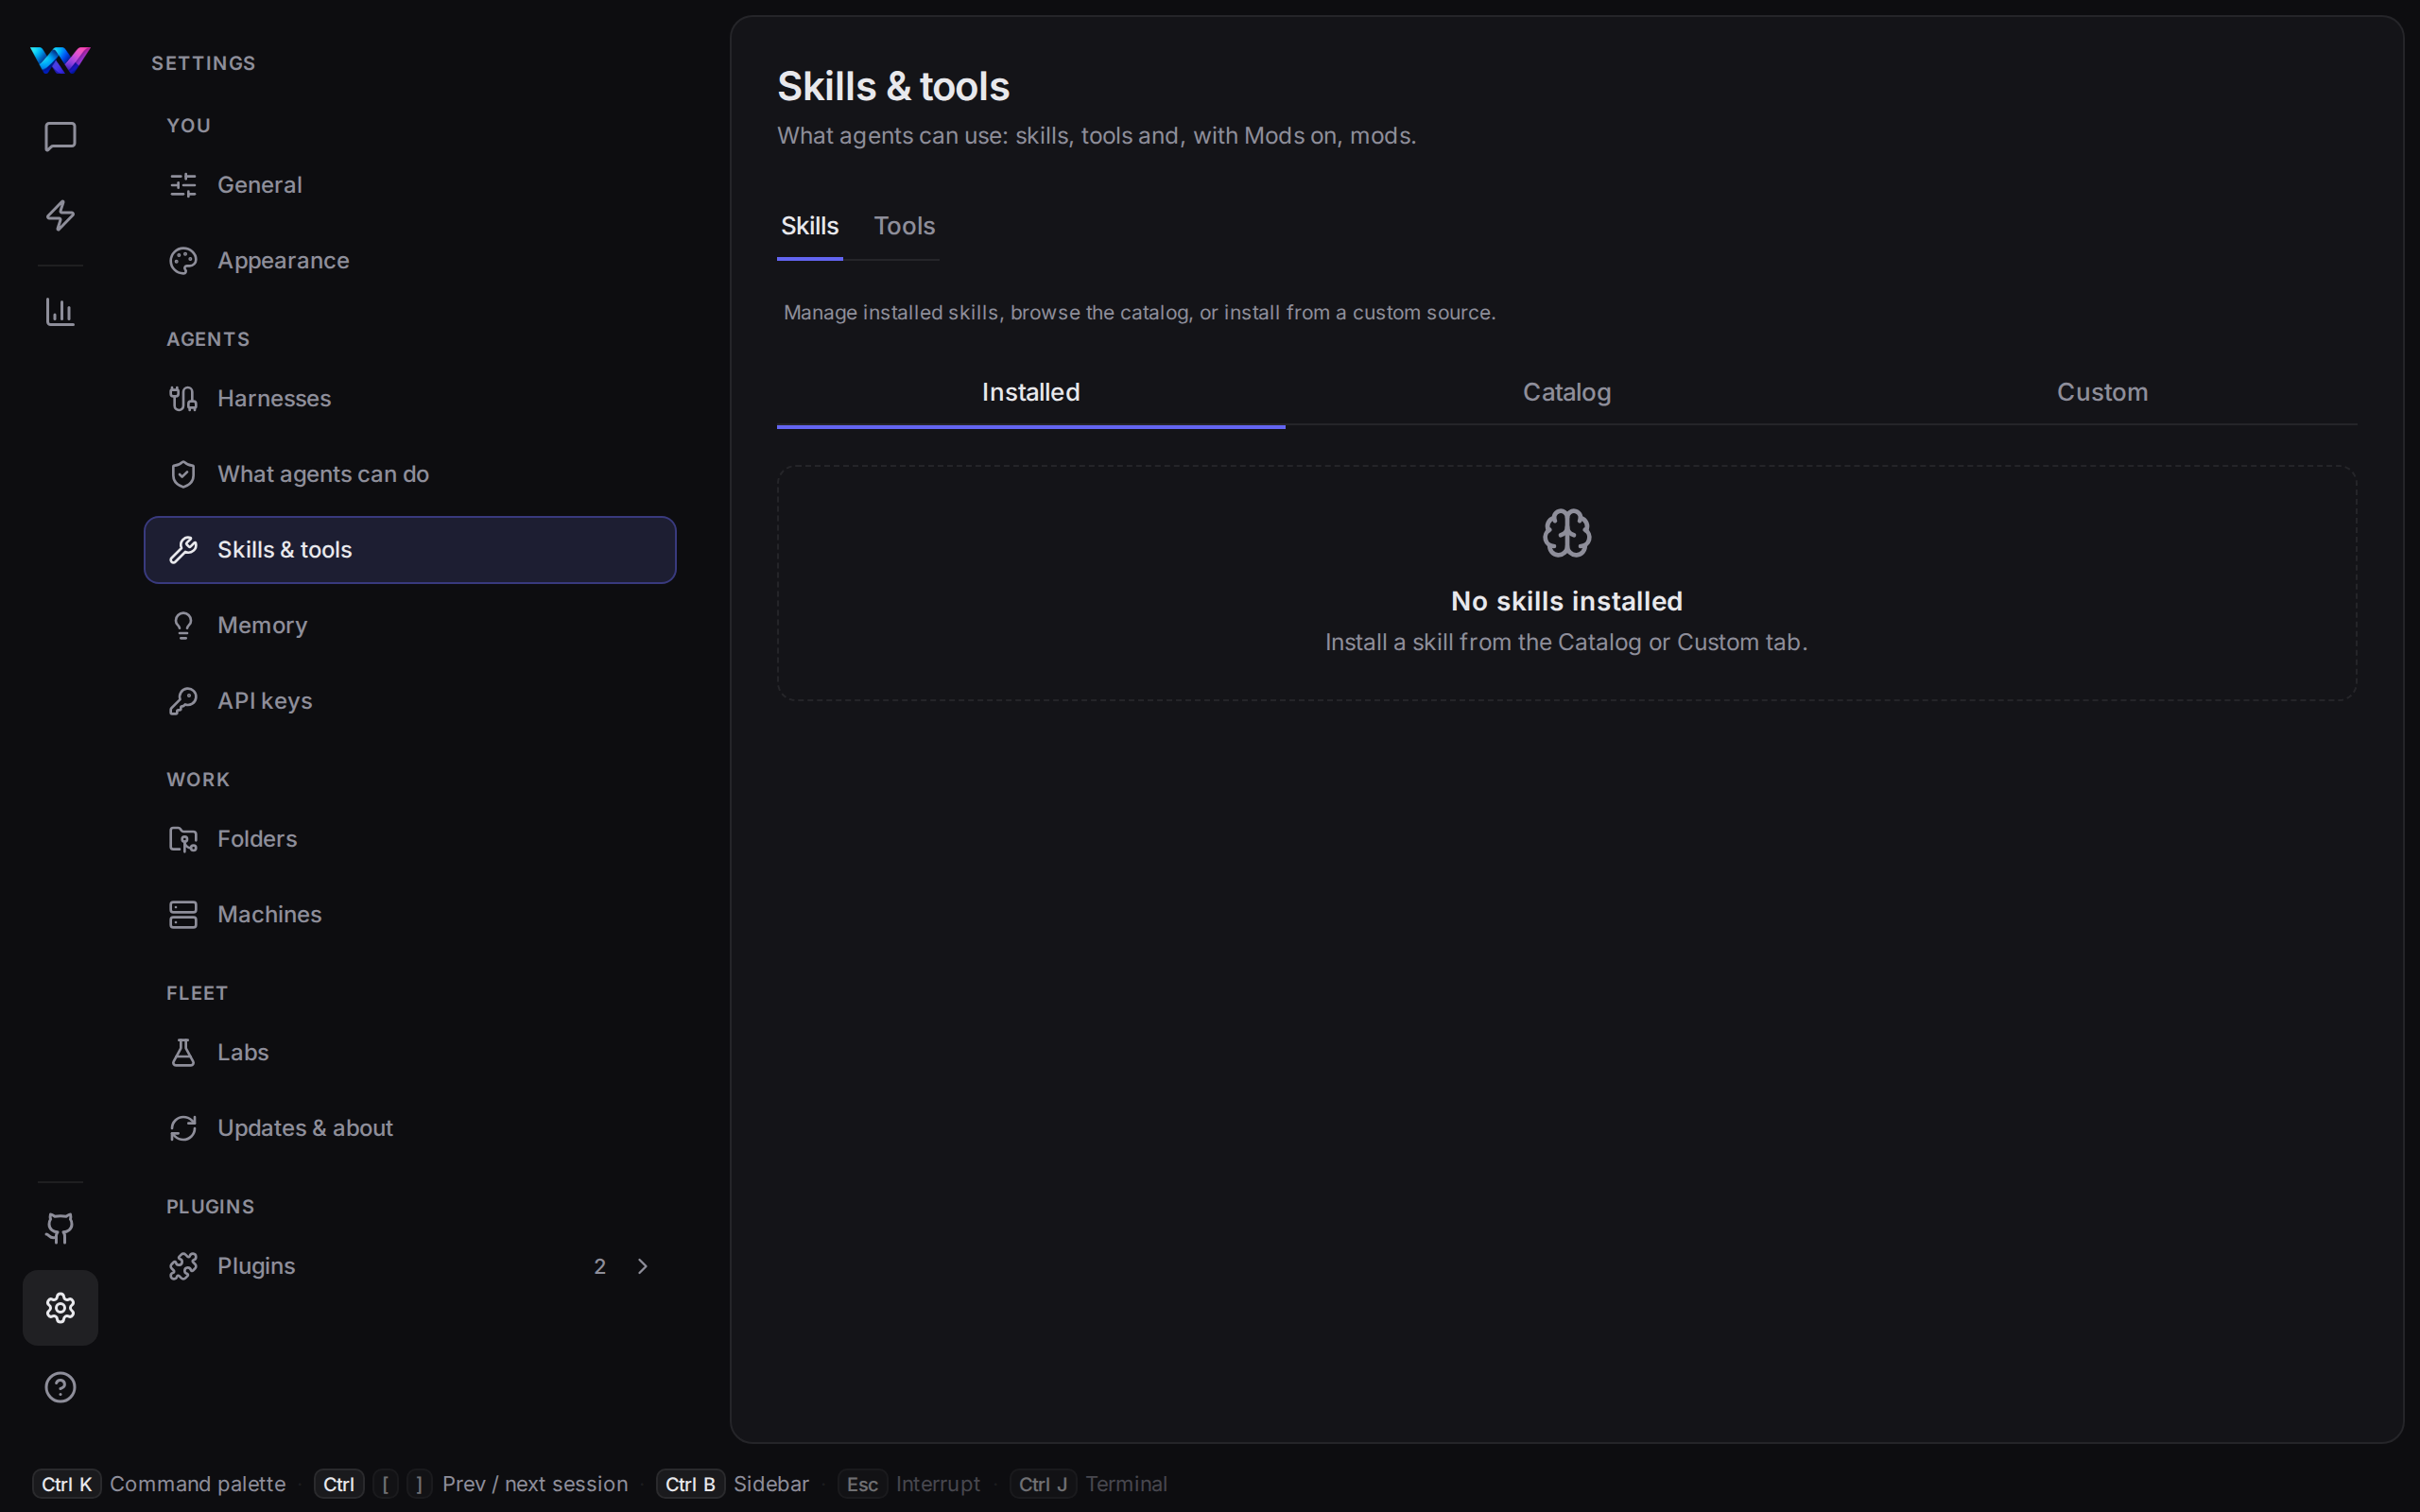 SETTINGS
YOU
General
Appearance
AGENTS
Harnesses
What agents can do
Skills & tools
Memory
API keys
WORK
Folders
Machines
FLEET
Labs
Updates & about
PLUGINS
Plugins 2
Skills & tools
What agents can use: skills, tools and, with Mods on, mods.
Skills Tools
Manage installed skills, browse the catalog, or install from a custom source.
Installed Catalog Custom
No skills installed
Install a skill from the Catalog or Custom tab.
Ctrl K Command palette · Ctrl [ ] Prev / next session · Ctrl B Sidebar · Esc Interrupt · Ctrl J Terminal